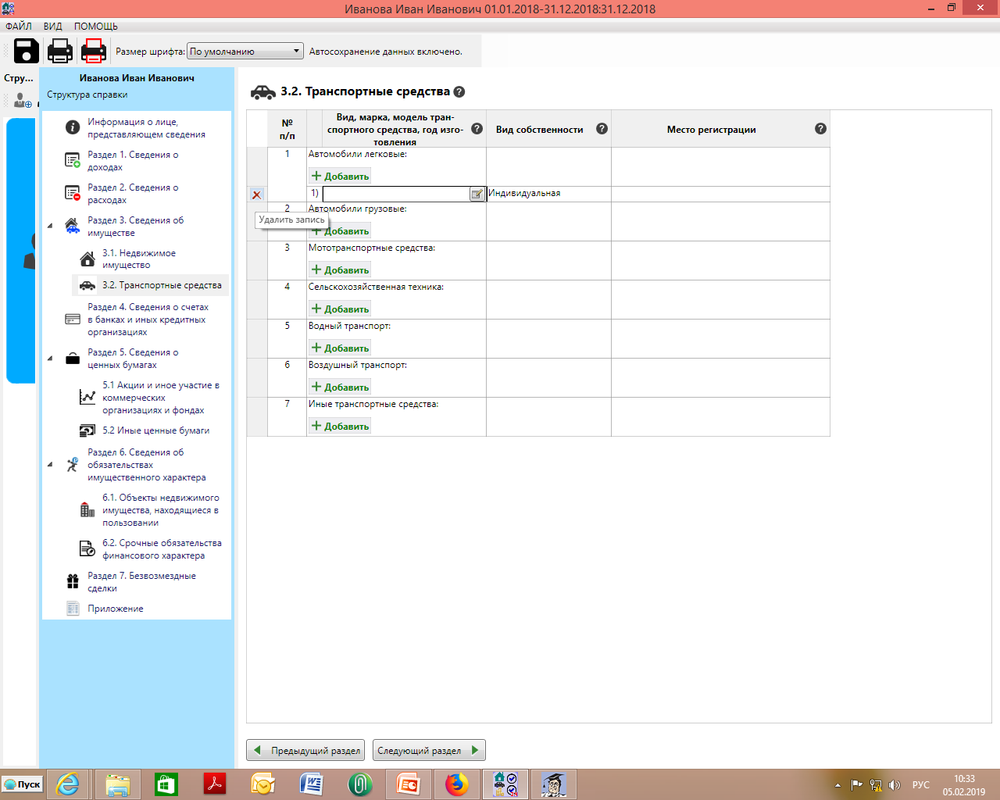 Иванова Иван Иванович 01.01.2018-31.12.2018:31.12.2018
ФАЙЛ ВИД ПОМОЩЬ
Размер шрифта: По умолчанию Автосохранение данных включено.
Стру...
Иванова Иван Иванович
Структура справки
Информация о лице,
представляющем сведения
Раздел 1. Сведения о
доходах
Раздел 2. Сведения о
расходах
Раздел 3. Сведения об
имуществе
3.1. Недвижимое
имущество
3.2. Транспортные средства
Раздел 4. Сведения о счетах
в банках и иных кредитных
организациях
Раздел 5. Сведения о
ценных бумагах
5.1 Акции и иное участие в
коммерческих
организациях и фондах
5.2 Иные ценные бумаги
Раздел 6. Сведения об
обязательствах
имущественного характера
6.1. Объекты недвижимого
имущества, находящиеся в
пользовании
6.2. Срочные обязательства
финансового характера
Раздел 7. Безвозмездные
сделки
Приложение
3.2. Транспортные средства ?
№
п/п
Вид, марка, модель тран-
спортного средства, год изго-
товления
?
Вид собственности ?
Место регистрации ?
1 Автомобили легковые:
+ Добавить
1) Индивидуальная
2 Автомобили грузовые:
Удалить запись
Добавить
3 Мототранспортные средства:
+ Добавить
4 Сельскохозяйственная техника:
+ Добавить
5 Водный транспорт:
+ Добавить
6 Воздушный транспорт:
+ Добавить
7 Иные транспортные средства:
+ Добавить
Предыдущий раздел Следующий раздел
Пуск
РУС
10:33
05.02.2019